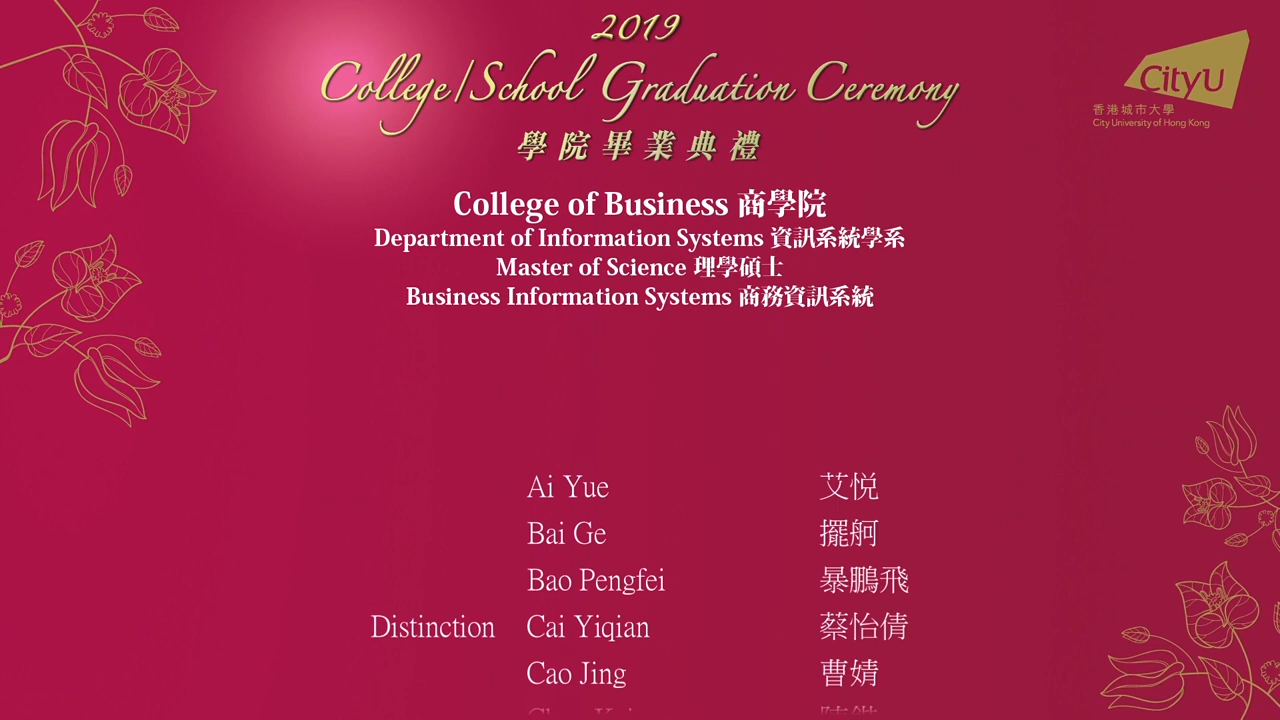 2019
College/School Graduation Ceremony
學院畢業典禮
CityU
香港城市大學
City University of Hong Kong
College of Business 商學院
Department of Information Systems 資訊系統學系
Master of Science 理學碩士
Business Information Systems 商務資訊系統
Ai Yue 艾悦
Bai Ge 擺舸
Bao Pengfei 暴鵬飛
Distinction Cai Yiqian 蔡怡倩
Cao Jing 曹婧